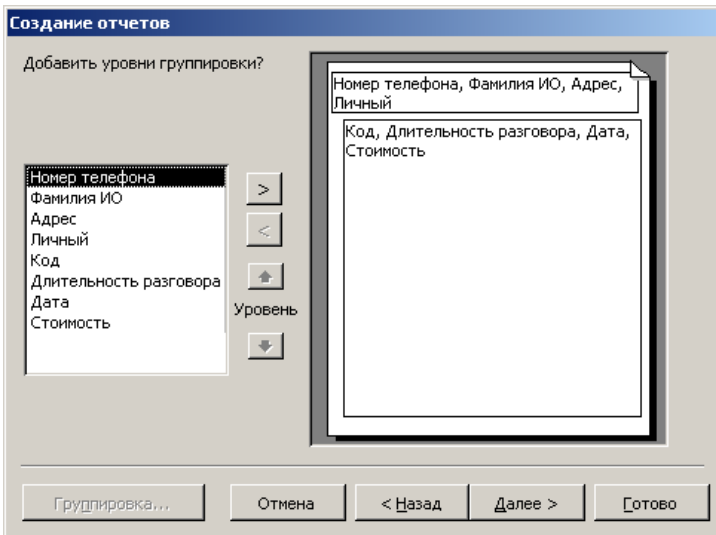 Создание отчетов
Добавить уровни группировки?
Номер телефона
Фамилия ИО
Адрес
Личный
Код
Длительность разговора
Дата
Стоимость
>
<
Уровень
Номер телефона, Фамилия ИО, Адрес,
Личный
Код, Длительность разговора, Дата,
Стоимость
Группировка...
Отмена
< Назад
Далее >
Готово